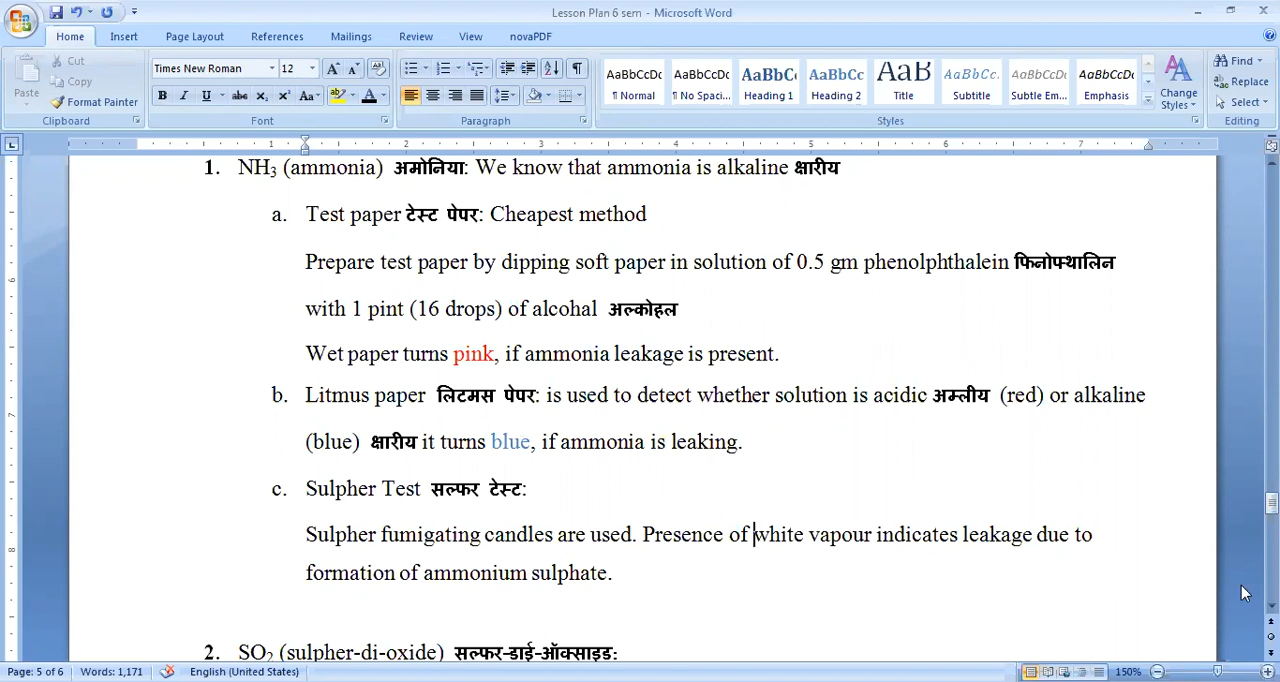 Lesson Plan 6 sem - Microsoft Word
Home Insert Page Layout References Mailings Review View novaPDF
Paste Cut Copy Format Painter Clipboard
Times New Roman 12 Font
Paragraph
AaBbCcDc AaBbCcDc AaBbC AaBbCc AaB AaBbCc. AaBbCcDc AaBbCcDc
¶ Normal ¶ No Spaci... Heading 1 Heading 2 Title Subtitle Subtle Em... Emphasis
Change Styles Styles
Find Replace Select Editing
1 2 3 4 5 6 7
1. NH₃ (ammonia) अमोनिया: We know that ammonia is alkaline क्षारीय
a. Test paper टेस्ट पेपर: Cheapest method
Prepare test paper by dipping soft paper in solution of 0.5 gm phenolphthalein फिनोफ्थालिन
with 1 pint (16 drops) of alcohal अल्कोहल
Wet paper turns pink, if ammonia leakage is present.
b. Litmus paper लिटमस पेपर: is used to detect whether solution is acidic अम्लीय (red) or alkaline
(blue) क्षारीय it turns blue, if ammonia is leaking.
c. Sulpher Test सल्फर टेस्ट:
Sulpher fumigating candles are used. Presence of white vapour indicates leakage due to
formation of ammonium sulphate.
2. SO₂ (sulpher-di-oxide) सल्फर-डाई-ऑक्साइड:
Page: 5 of 6 Words: 1,171 English (United States) 150%